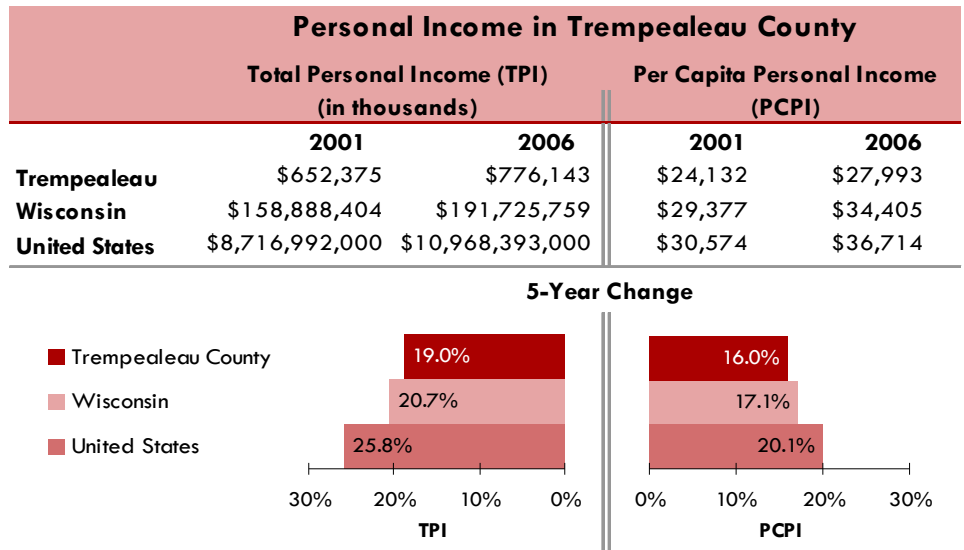 Personal Income in Trempealeau County
Total Personal Income (TPI) Per Capita Personal Income
(in thousands) (PCPI)
2001 2006 2001 2006
Trempealeau $652,375 $776,143 $24,132 $27,993
Wisconsin $158,888,404 $191,725,759 $29,377 $34,405
United States $8,716,992,000 $10,968,393,000 $30,574 $36,714
5-Year Change
Trempealeau County 19.0% 16.0%
Wisconsin 20.7% 17.1%
United States 25.8% 20.1%
30% 20% 10% 0% 0% 10% 20% 30%
TPI PCPI